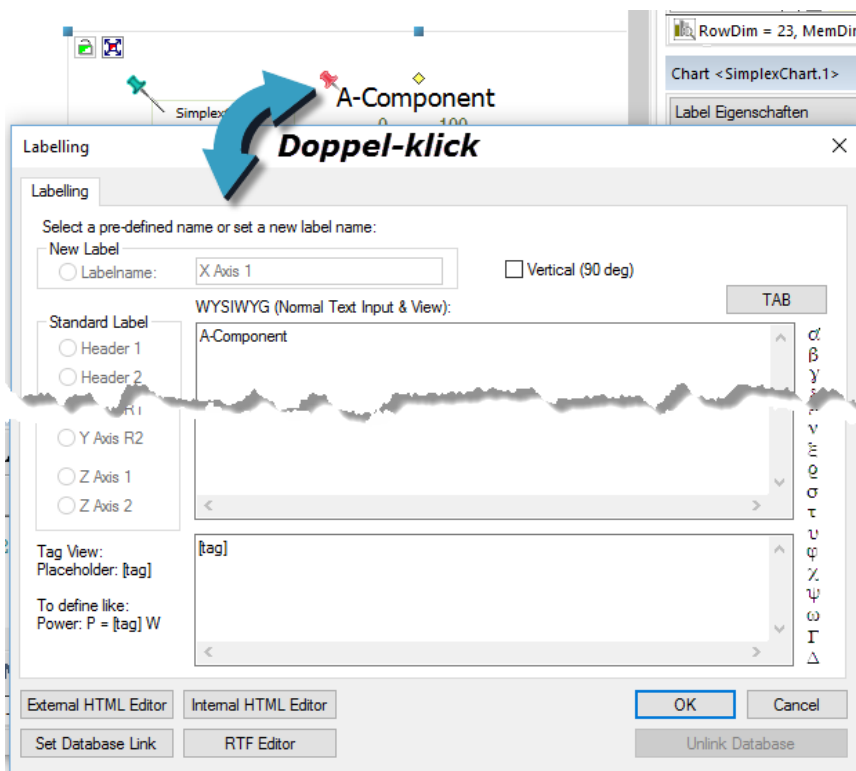 RowDim = 23, MemDir
Chart <SimplexChart.1>
Label Eigenschaften
A-Component
Simplex
0 100
Doppel-klick
Labelling
Labelling
Select a pre-defined name or set a new label name:
New Label
Labelname:
X Axis 1
Vertical (90 deg)
WYSIWYG (Normal Text Input & View):
TAB
Standard Label
Header 1
Header 2
A-Component
α
β
γ
R1
Y Axis R2
Z Axis 1
Z Axis 2
ν
ξ
ϱ
σ
τ
υ
φ
χ
ψ
ω
Γ
Δ
Tag View:
Placeholder: [tag]
To define like:
Power: P = [tag] W
[tag]
External HTML Editor
Internal HTML Editor
OK
Cancel
Set Database Link
RTF Editor
Unlink Database